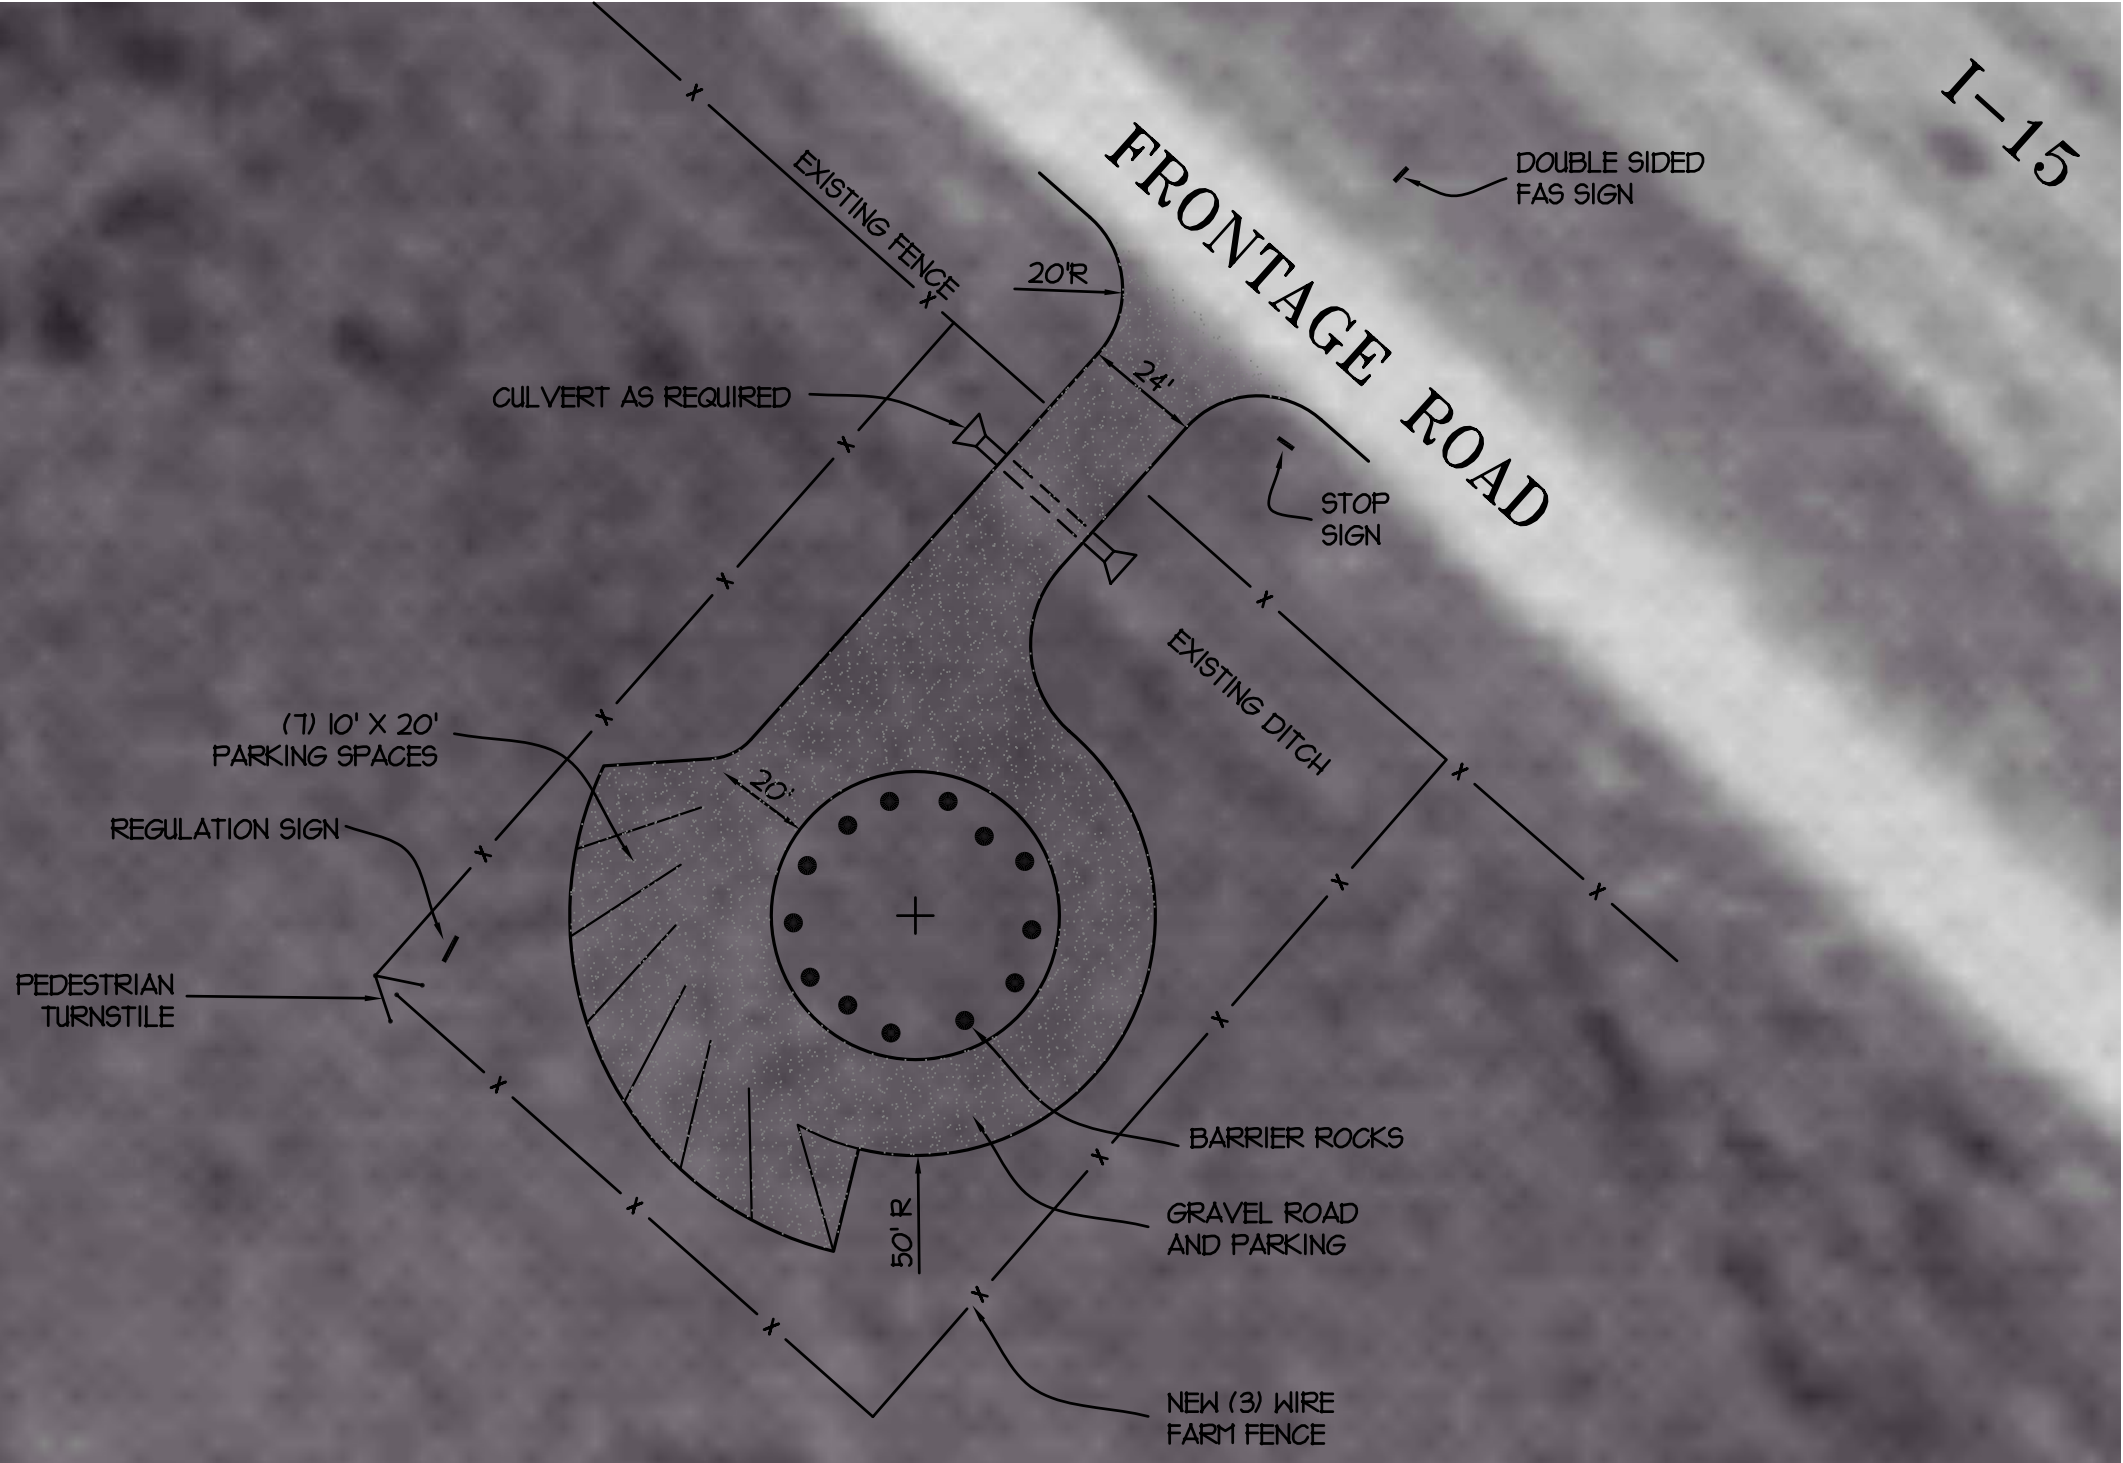 I-15
FRONTAGE ROAD
DOUBLE SIDED
FAS SIGN
EXISTING FENCE
20'R
24'
CULVERT AS REQUIRED
STOP
SIGN
EXISTING DITCH
(7) 10' X 20'
PARKING SPACES
20'
REGULATION SIGN
PEDESTRIAN
TURNSTILE
BARRIER ROCKS
50' R
GRAVEL ROAD
AND PARKING
NEW (3) WIRE
FARM FENCE